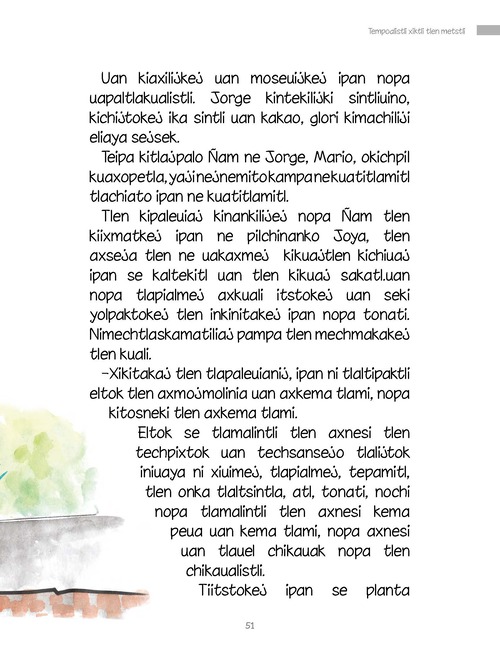 Tempoalistli xiktli tlen metstli
Uan kiaxiliskej uan moseuiskej ipan nopa
uapaltlakualistli. Jorge kintekiliski sintliuino,
kichijtokej ika sintli uan kakao, glori kimachilijsi
eliaya sejsek.
Teipa kitlajpalo Ñam ne Jorge, Mario, okichpil
kuaxopetla, yajinejnemitokampanekuatitlamitl
tlachiato ipan ne kuatitlamitl.
Tlen kipaleuiaj kinankilijej nopa Ñam tlen
kiixmatkej ipan ne pilchinanko Joya, tlen
axseja tlen ne uakaxmej kikuajtlen kichiuaj
ipan se kaltekitl uan tlen kikuaj sakatl.uan
nopa tlapialmej axkuali itstokej uan seki
yolpaktokej tlen inkinitakej ipan nopa tonati.
Nimechtlaskamatiliaj pampa tlen mechmakakej
tlen kuali.
–Xikitakaj tlen tlapaleuianij, ipan ni tlaltipaktli
eltok tlen axmojmolinia uan axkema tlami, nopa
kitosneki tlen axkema tlami.
Eltok se tlamalintli tlen axnesi tlen
techpixtok uan techsansejo tlalijtok
iniuaya ni xiuimej, tlapialmej, tepamitl,
tlen onka tlaltsintla, atl, tonati, nochi
nopa tlamalintli tlen axnesi kema
peua uan kema tlami, nopa axnesi
uan tlauel chikauak nopa tlen
chikaualistli.
Tiitstokej ipan se planta
51